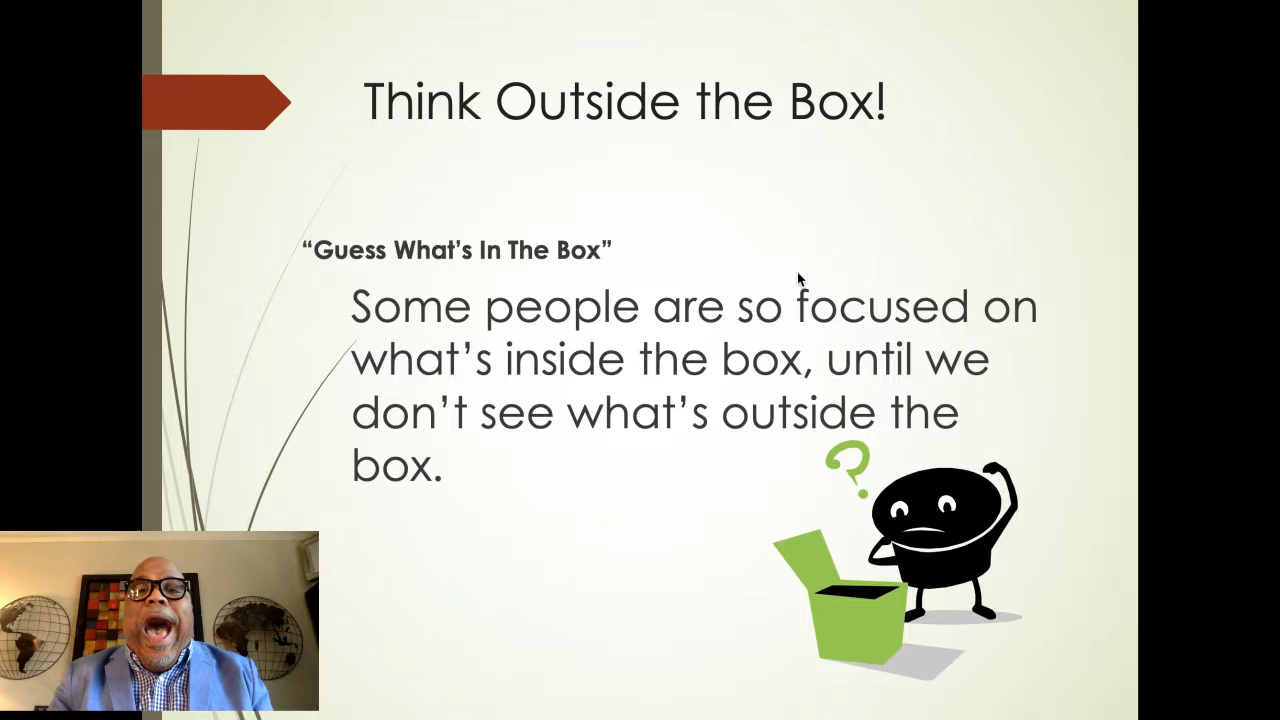 Think Outside the Box!
“Guess What’s In The Box”
Some people are so focused on
what’s inside the box, until we
don’t see what’s outside the
box.
?